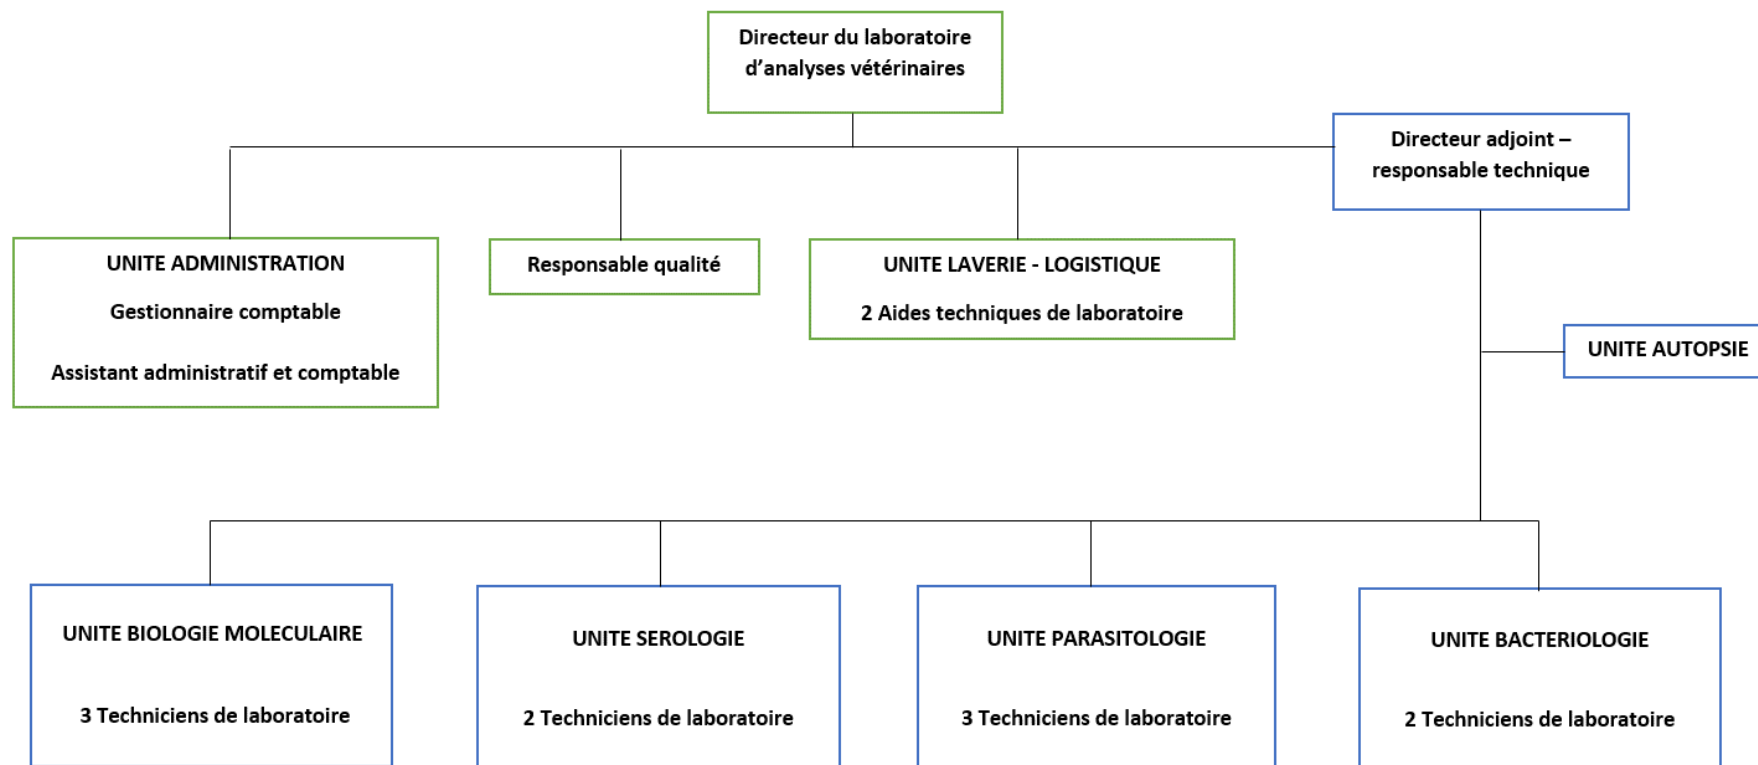 Directeur du laboratoire
d’analyses vétérinaires
Directeur adjoint –
responsable technique
UNITE ADMINISTRATION
Gestionnaire comptable
Assistant administratif et comptable
Responsable qualité
UNITE LAVERIE - LOGISTIQUE
2 Aides techniques de laboratoire
UNITE AUTOPSIE
UNITE BIOLOGIE MOLECULAIRE
3 Techniciens de laboratoire
UNITE SEROLOGIE
2 Techniciens de laboratoire
UNITE PARASITOLOGIE
3 Techniciens de laboratoire
UNITE BACTERIOLOGIE
2 Techniciens de laboratoire